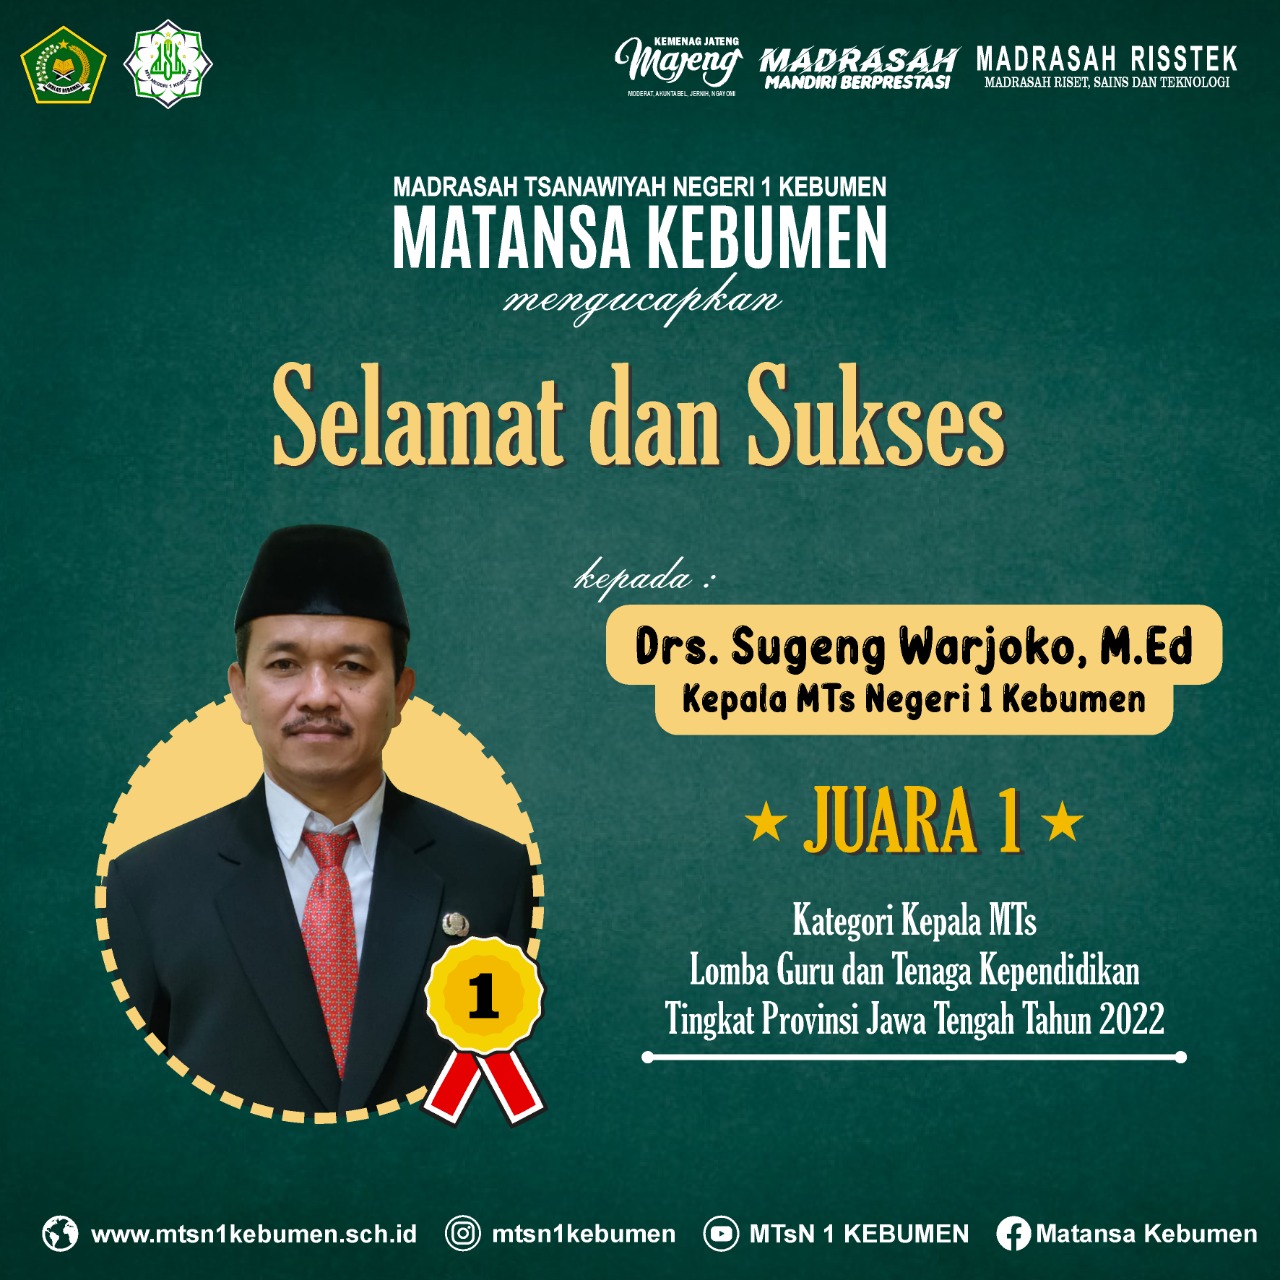 KEMENAG JATENG
Majeng
MODERAT, AKUNTABEL, JERNIH, NGAYOMI
MADRASAH
MANDIRI BERPRESTASI
MADRASAH RISSTEK
MADRASAH RISET, SAINS DAN TEKNOLOGI
MADRASAH TSANAWIYAH NEGERI 1 KEBUMEN
MATANSA KEBUMEN
mengucapkan
Selamat dan Sukses
kepada :
Drs. Sugeng Warjoko, M.Ed
Kepala MTs Negeri 1 Kebumen
JUARA 1
Kategori Kepala MTs
Lomba Guru dan Tenaga Kependidikan
Tingkat Provinsi Jawa Tengah Tahun 2022
1
www.mtsn1kebumen.sch.id
mtsn1kebumen
MTsN 1 KEBUMEN
Matansa Kebumen